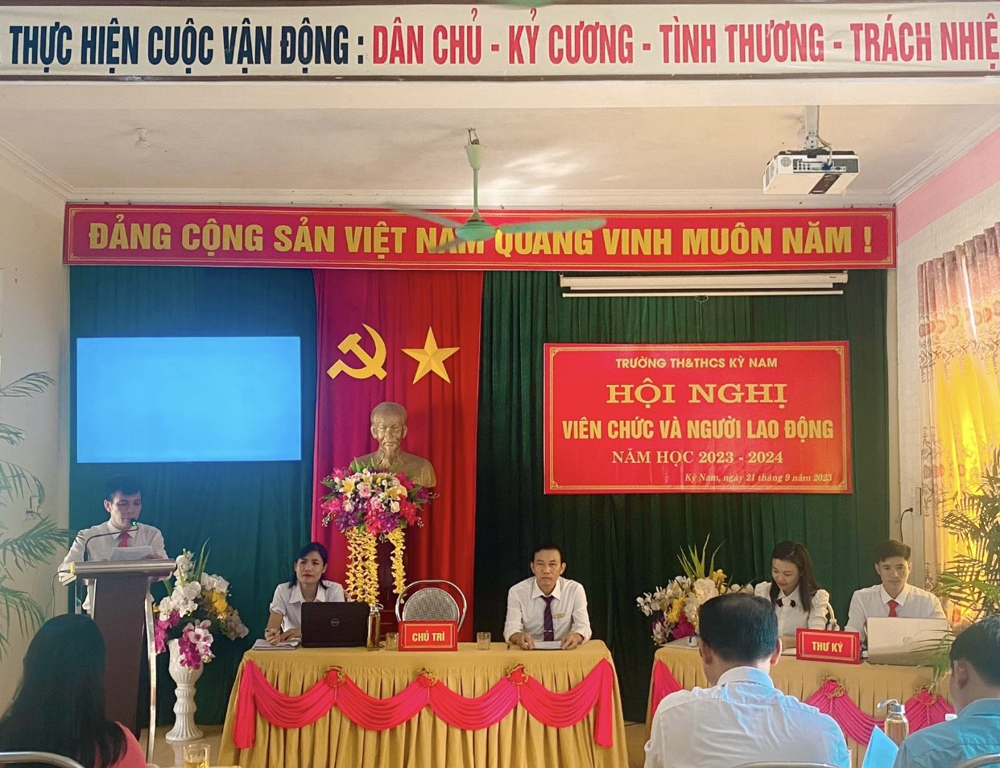 THỰC HIỆN CUỘC VẬN ĐỘNG : DÂN CHỦ - KỶ CƯƠNG - TÌNH THƯƠNG - TRÁCH NHIỆ
ĐẢNG CỘNG SẢN VIỆT NAM QUANG VINH MUÔN NĂM !
TRƯỜNG TH&THCS KỲ NAM
HỘI NGHỊ
VIÊN CHỨC VÀ NGƯỜI LAO ĐỘNG
NĂM HỌC 2023 - 2024
Kỳ Nam, ngày 21 tháng 9 năm 2023
CHỦ TRÌ
THƯ KÝ
DELL